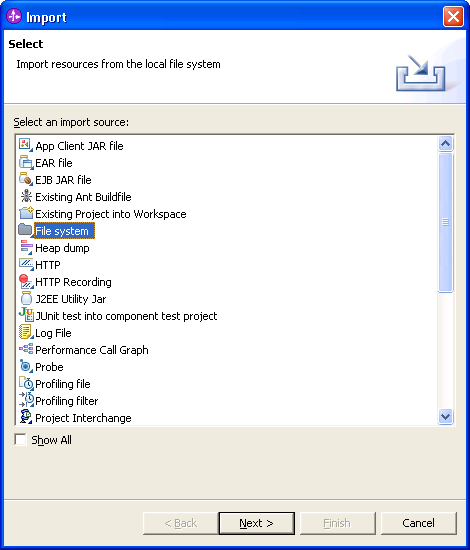 Import
Select
Import resources from the local file system
Select an import source:
App Client JAR file
EAR file
EJB JAR file
Existing Ant Buildfile
Existing Project into Workspace
File system
Heap dump
HTTP
HTTP Recording
J2EE Utility Jar
JUnit test into component test project
Log File
Performance Call Graph
Probe
Profiling file
Profiling filter
Project Interchange
Show All
< Back
Next >
Finish
Cancel